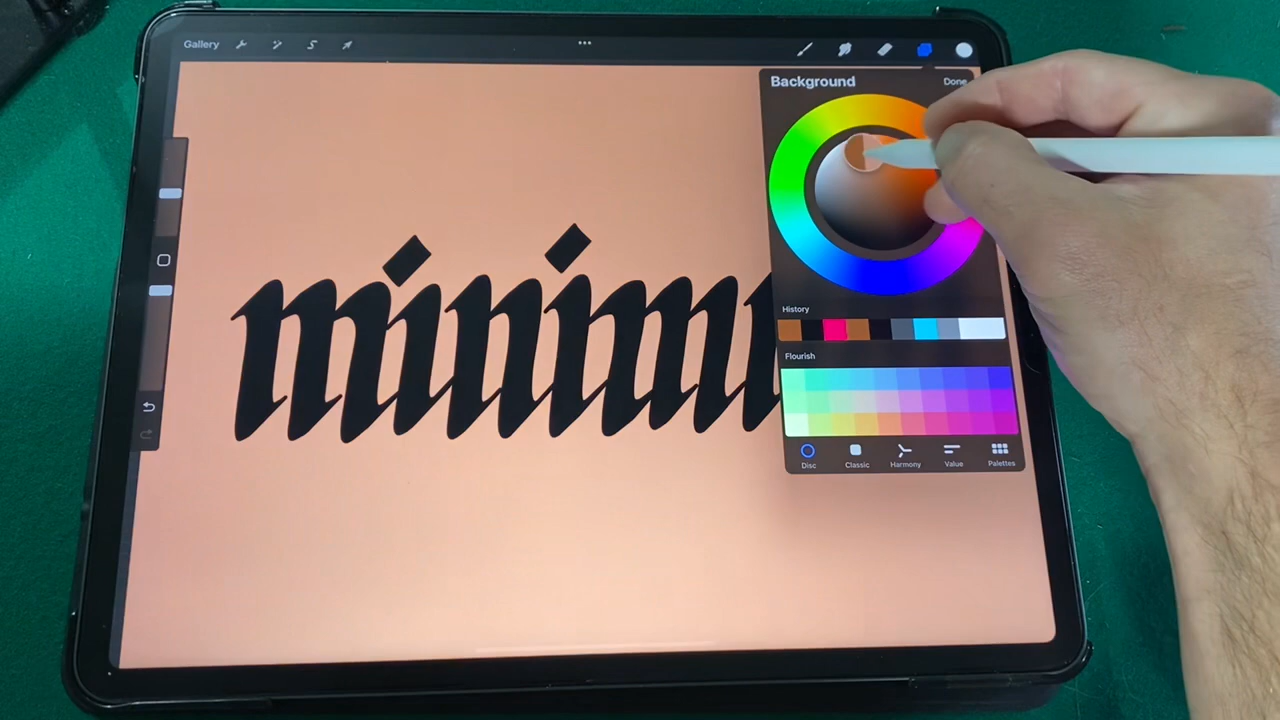 Gallery
Background
Done
minim
History
Flourish
Disc
Classic
Harmony
Value
Palettes